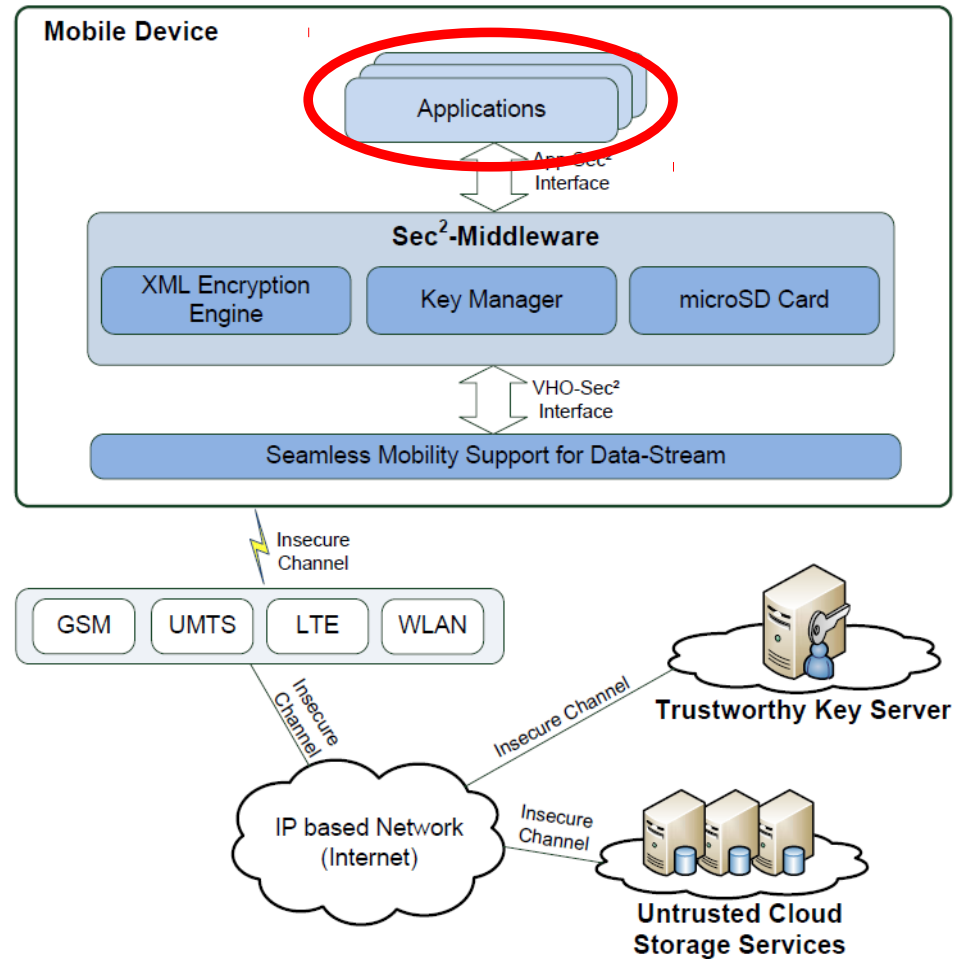 Mobile Device
Applications
App-Sec²
Interface
Sec²-Middleware
XML Encryption
Engine
Key Manager
microSD Card
VHO-Sec²
Interface
Seamless Mobility Support for Data-Stream
Insecure
Channel
GSM
UMTS
LTE
WLAN
Insecure
Channel
Insecure Channel
Trustworthy Key Server
IP based Network
(Internet)
Insecure
Channel
Untrusted Cloud
Storage Services